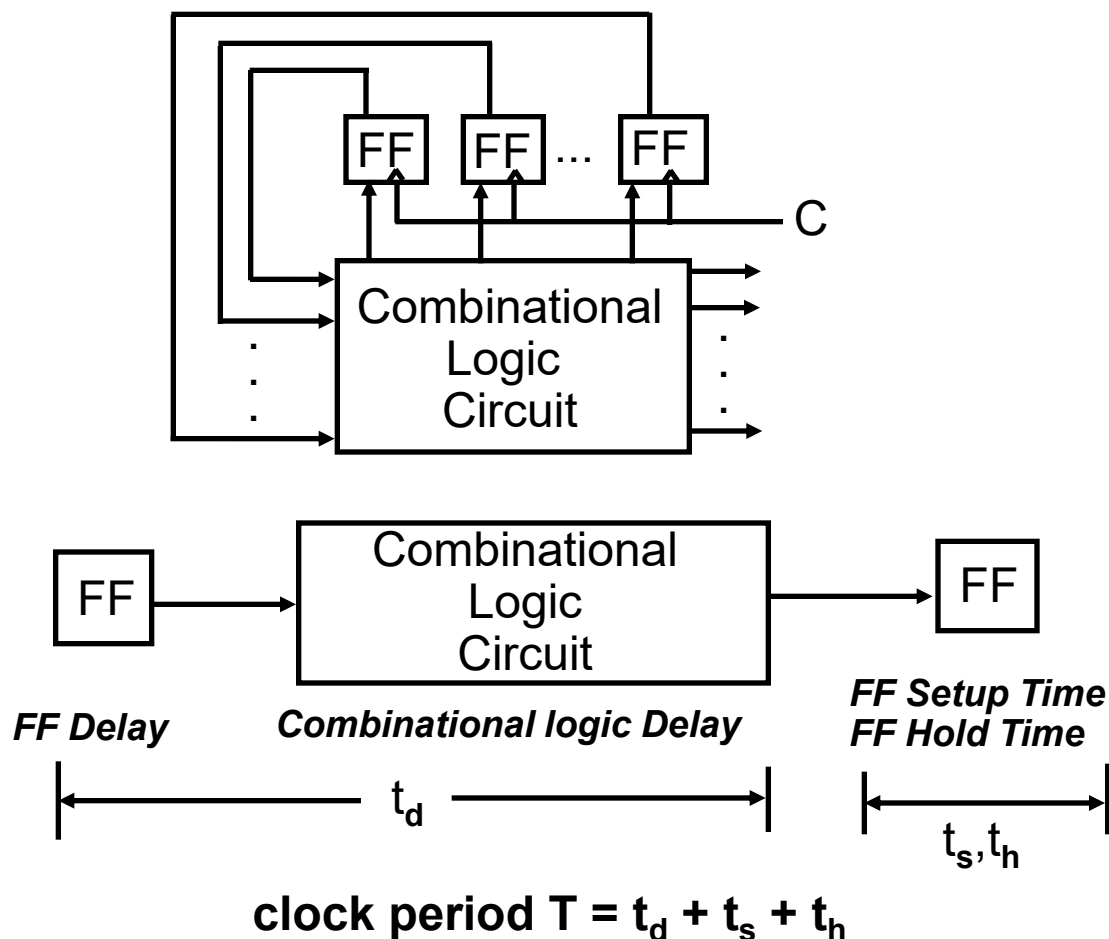 FF FF ... FF
C
Combinational
Logic
Circuit
.
.
.
.
.
.
FF
Combinational
Logic
Circuit
FF
FF Delay
Combinational logic Delay
FF Setup Time
FF Hold Time
td
ts,th
clock period T = td + ts + th